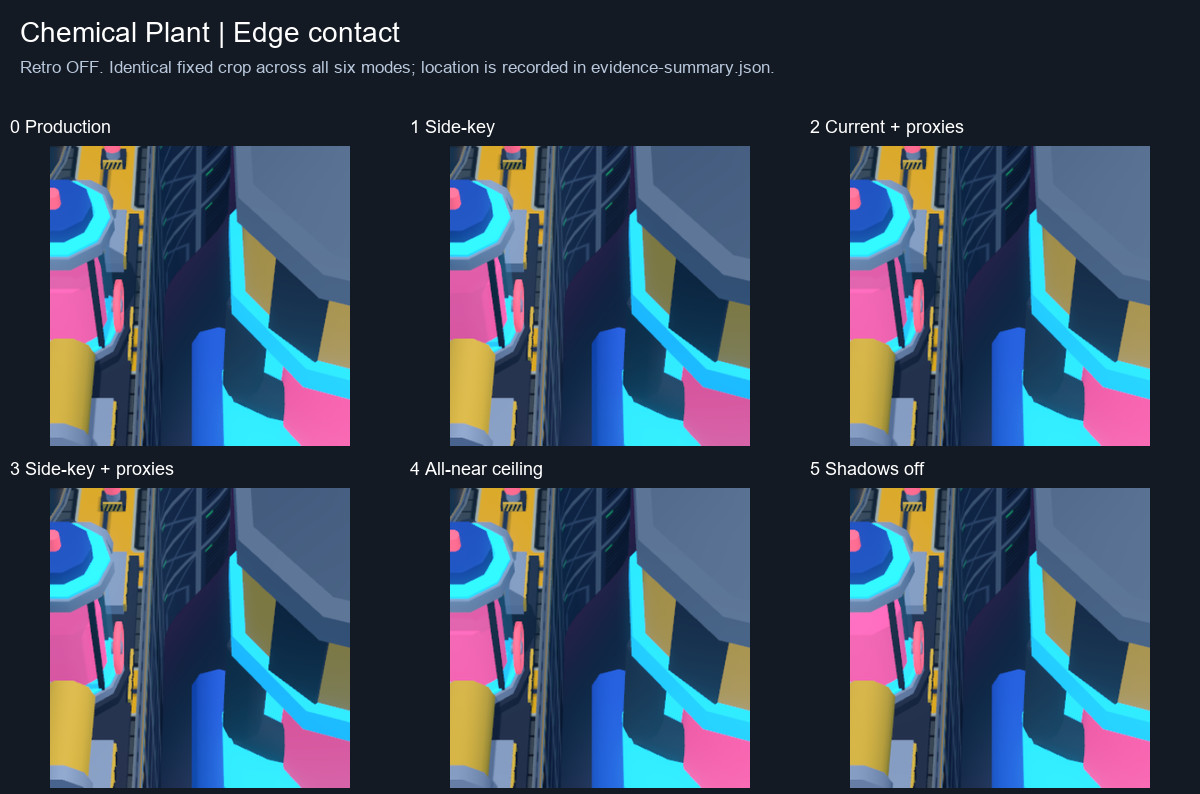 Chemical Plant | Edge contact
Retro OFF. Identical fixed crop across all six modes; location is recorded in evidence-summary.json.
0 Production
1 Side-key
2 Current + proxies
3 Side-key + proxies
4 All-near ceiling
5 Shadows off